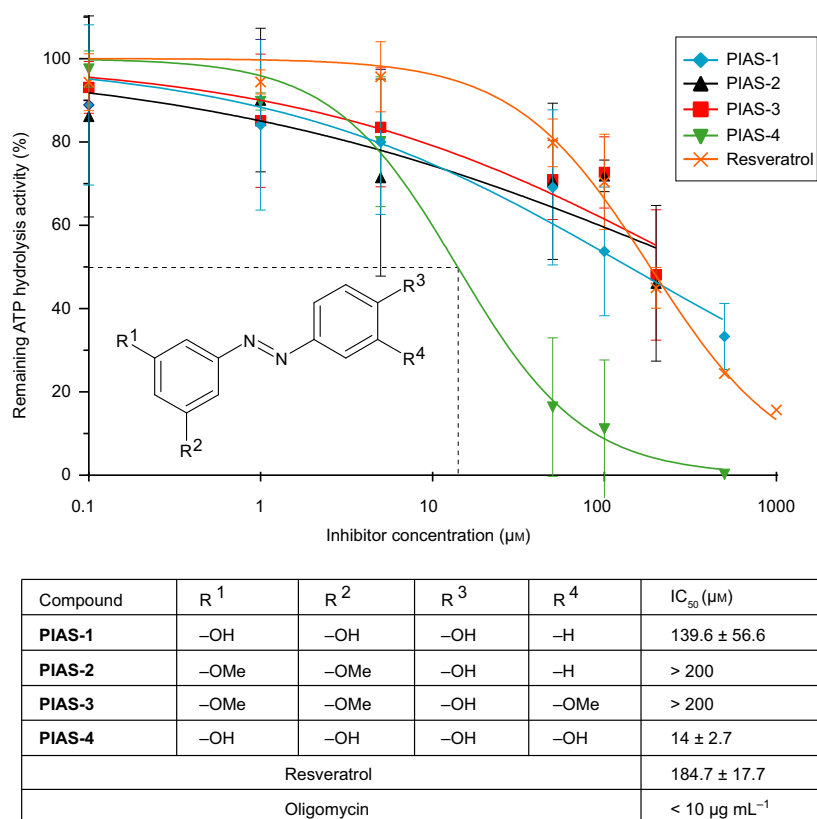 Remaining ATP hydrolysis activity (%)
100
80
60
40
20
0
0.1
1
10
100
1000
Inhibitor concentration (μM)
PIAS-1
PIAS-2
PIAS-3
PIAS-4
Resveratrol
R1
R2
N
N
R3
R4
Compound R1 R2 R3 R4 IC50 (μM)
PIAS-1 –OH –OH –OH –H 139.6 ± 56.6
PIAS-2 –OMe –OMe –OH –H > 200
PIAS-3 –OMe –OMe –OH –OMe > 200
PIAS-4 –OH –OH –OH –OH 14 ± 2.7
Resveratrol 184.7 ± 17.7
Oligomycin < 10 μg mL–1